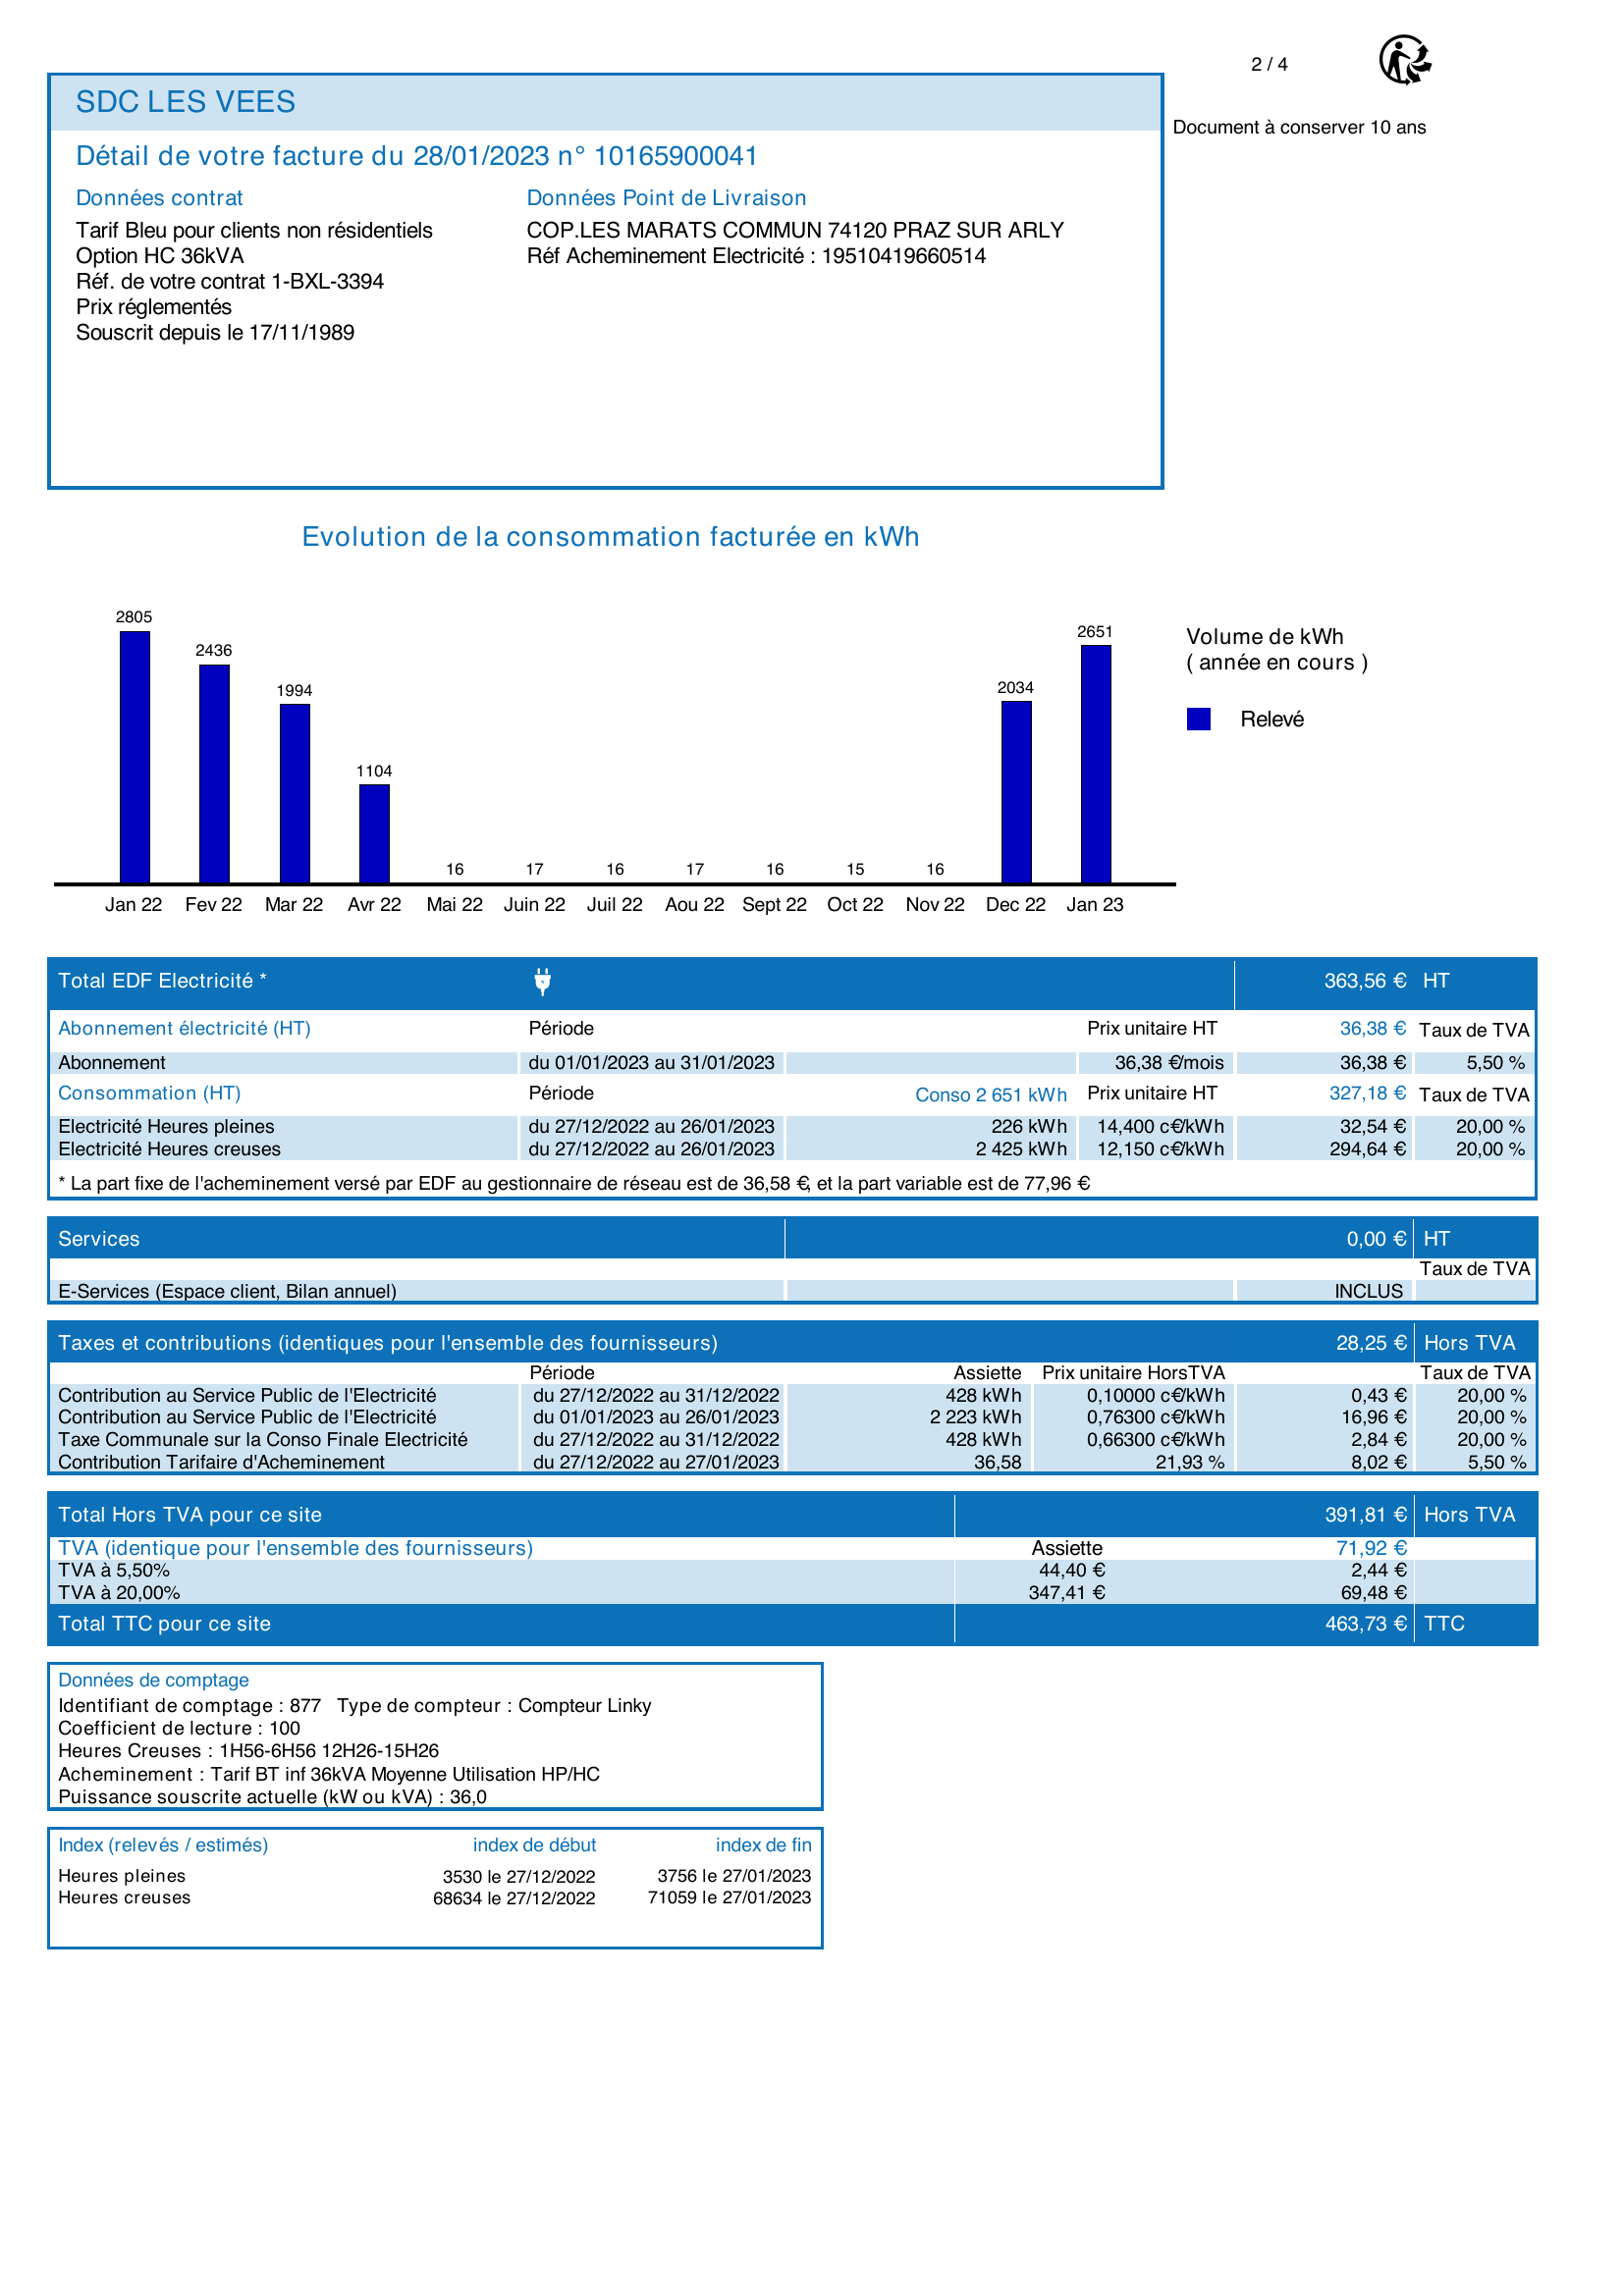 2 / 4
SDC LES VEES
Document à conserver 10 ans
Détail de votre facture du 28/01/2023 n° 10165900041
Données contrat Données Point de Livraison
Tarif Bleu pour clients non résidentiels COP.LES MARATS COMMUN 74120 PRAZ SUR ARLY
Option HC 36kVA Réf Acheminement Electricité : 19510419660514
Réf. de votre contrat 1-BXL-3394
Prix réglementés
Souscrit depuis le 17/11/1989
Evolution de la consommation facturée en kWh
2805 2436 1994 1104 16 17 16 17 16 15 16 2034 2651
Volume de kWh
( année en cours )
Relevé
Jan 22 Fev 22 Mar 22 Avr 22 Mai 22 Juin 22 Juil 22 Aou 22 Sept 22 Oct 22 Nov 22 Dec 22 Jan 23
Total EDF Electricité * 363,56 € HT
Abonnement électricité (HT) Période Prix unitaire HT 36,38 € Taux de TVA
Abonnement du 01/01/2023 au 31/01/2023 36,38 €/mois 36,38 € 5,50 %
Consommation (HT) Période Conso 2 651 kWh Prix unitaire HT 327,18 € Taux de TVA
Electricité Heures pleines du 27/12/2022 au 26/01/2023 226 kWh 14,400 c€/kWh 32,54 € 20,00 %
Electricité Heures creuses du 27/12/2022 au 26/01/2023 2 425 kWh 12,150 c€/kWh 294,64 € 20,00 %
* La part fixe de l'acheminement versé par EDF au gestionnaire de réseau est de 36,58 €, et la part variable est de 77,96 €
Services 0,00 € HT
Taux de TVA
E-Services (Espace client, Bilan annuel) INCLUS
Taxes et contributions (identiques pour l'ensemble des fournisseurs) 28,25 € Hors TVA
Période Assiette Prix unitaire HorsTVA Taux de TVA
Contribution au Service Public de l'Electricité du 27/12/2022 au 31/12/2022 428 kWh 0,10000 c€/kWh 0,43 € 20,00 %
Contribution au Service Public de l'Electricité du 01/01/2023 au 26/01/2023 2 223 kWh 0,76300 c€/kWh 16,96 € 20,00 %
Taxe Communale sur la Conso Finale Electricité du 27/12/2022 au 31/12/2022 428 kWh 0,66300 c€/kWh 2,84 € 20,00 %
Contribution Tarifaire d'Acheminement du 27/12/2022 au 27/01/2023 36,58 21,93 % 8,02 € 5,50 %
Total Hors TVA pour ce site 391,81 € Hors TVA
TVA (identique pour l'ensemble des fournisseurs) Assiette 71,92 €
TVA à 5,50% 44,40 € 2,44 €
TVA à 20,00% 347,41 € 69,48 €
Total TTC pour ce site 463,73 € TTC
Données de comptage
Identifiant de comptage : 877 Type de compteur : Compteur Linky
Coefficient de lecture : 100
Heures Creuses : 1H56-6H56 12H26-15H26
Acheminement : Tarif BT inf 36kVA Moyenne Utilisation HP/HC
Puissance souscrite actuelle (kW ou kVA) : 36,0
Index (relevés / estimés) index de début index de fin
Heures pleines 3530 le 27/12/2022 3756 le 27/01/2023
Heures creuses 68634 le 27/12/2022 71059 le 27/01/2023